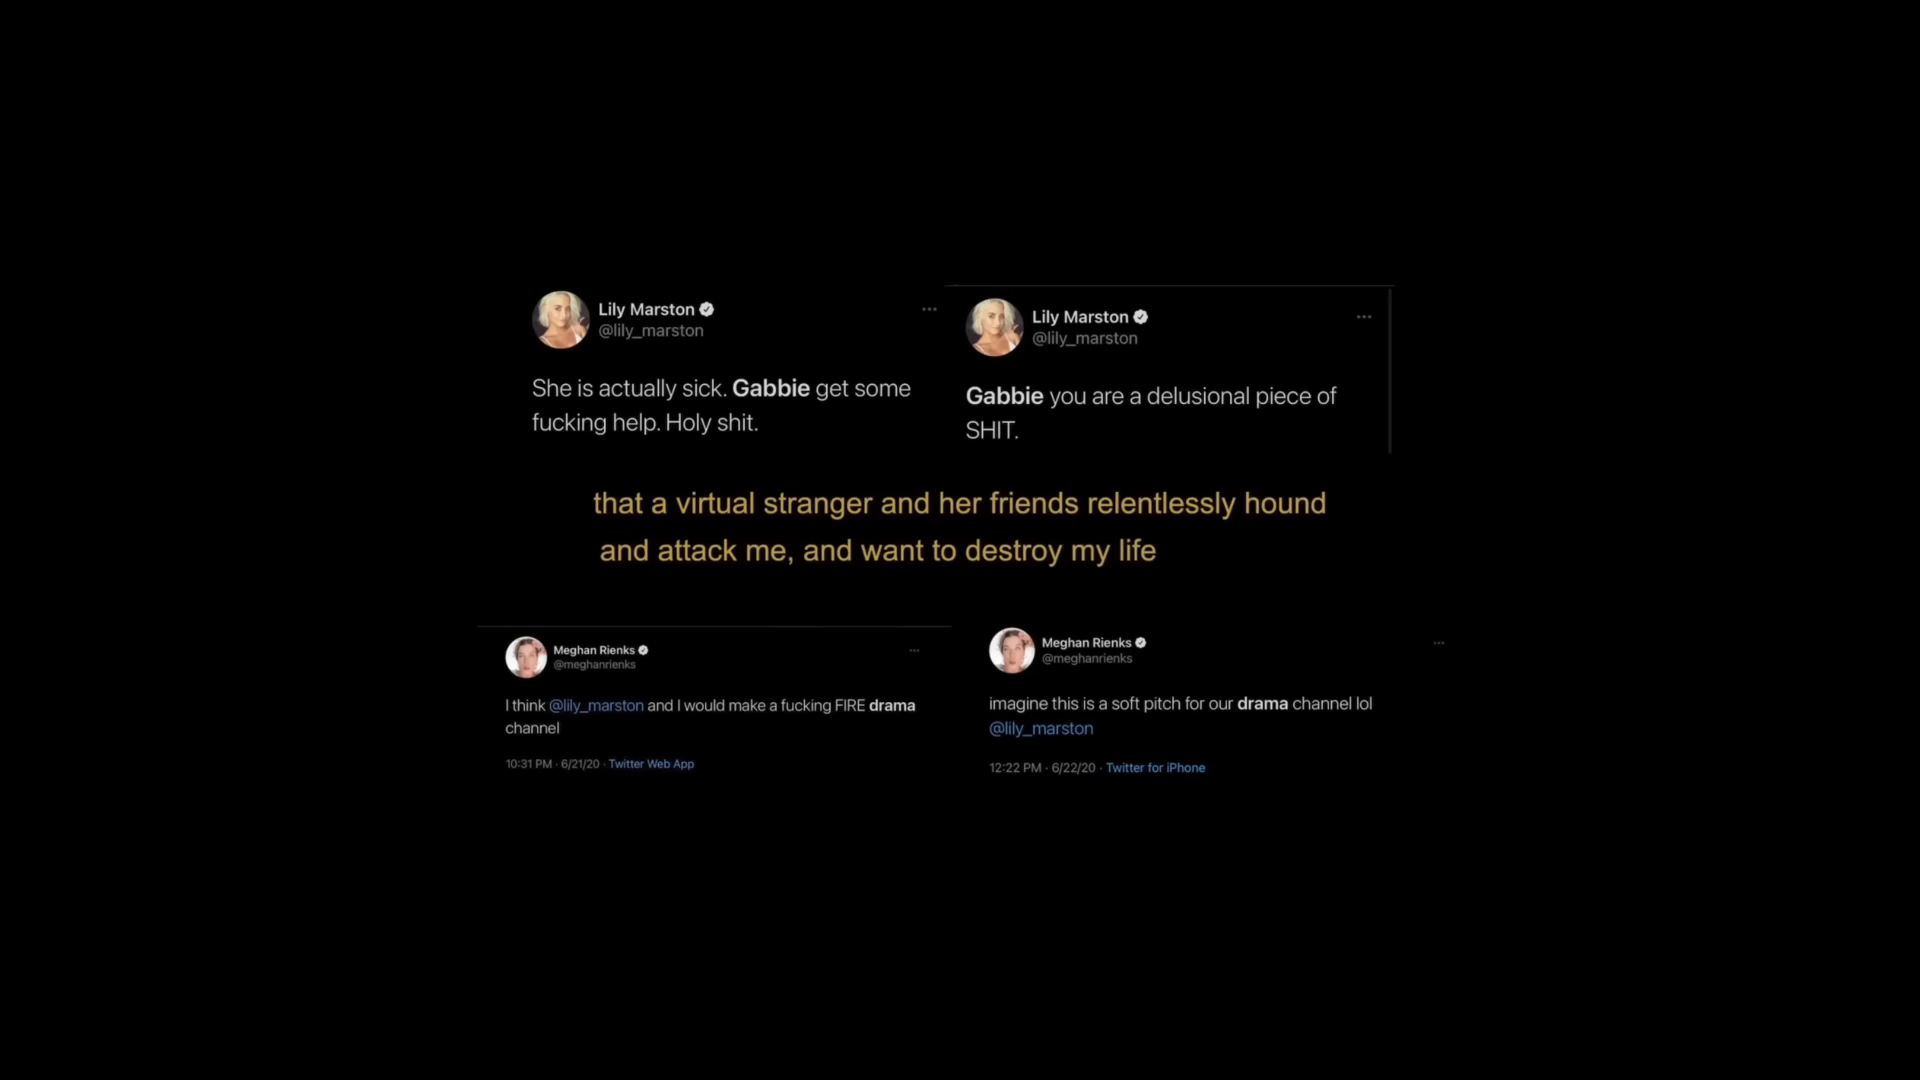 Lily Marston
@lily_marston
She is actually sick. Gabbie get some
fucking help. Holy shit.
Lily Marston
@lily_marston
Gabbie you are a delusional piece of
SHIT.
that a virtual stranger and her friends relentlessly hound
and attack me, and want to destroy my life
Meghan Rienks
@meghanrienks
I think @lily_marston and I would make a fucking FIRE drama
channel
10:31 PM · 6/21/20 · Twitter Web App
Meghan Rienks
@meghanrienks
imagine this is a soft pitch for our drama channel lol
@lily_marston
12:22 PM · 6/22/20 · Twitter for iPhone